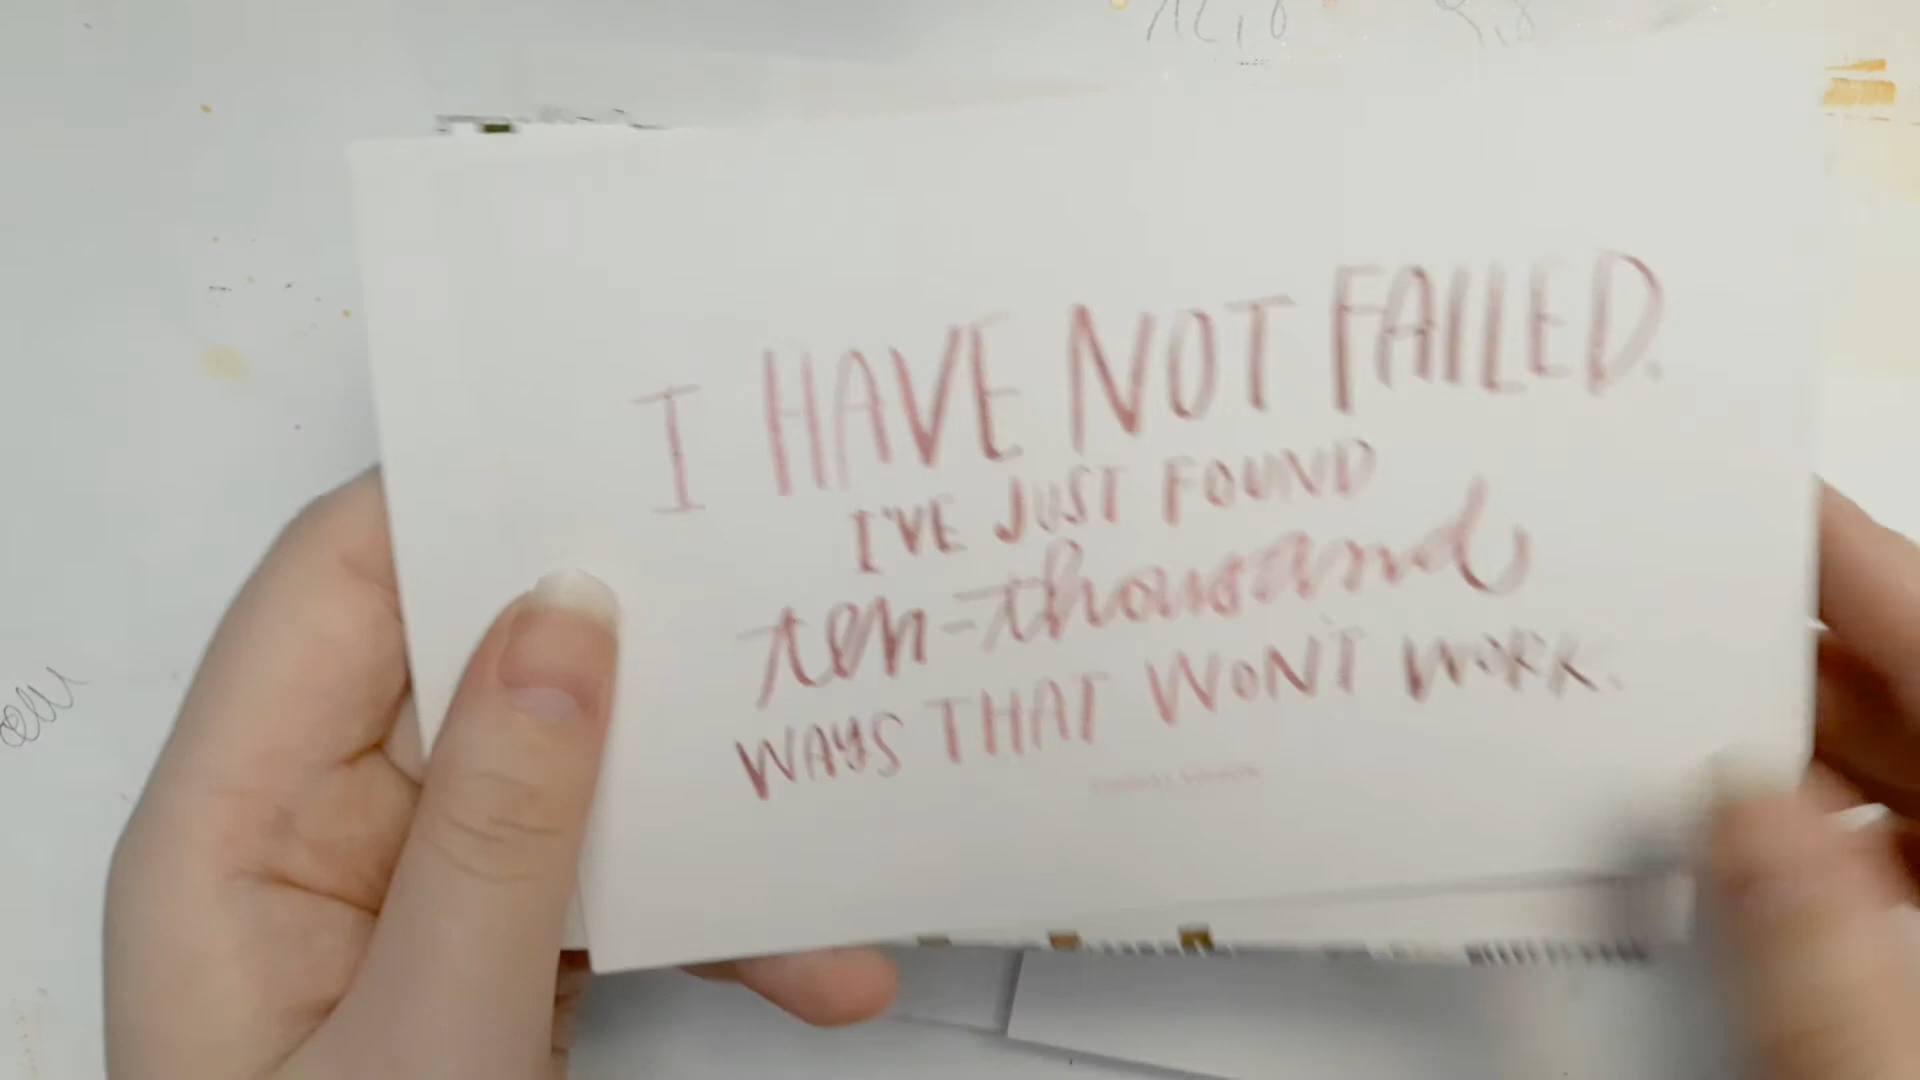 I HAVE NOT FAILED.
I'VE JUST FOUND
ten-thousand
WAYS THAT WON'T WORK.